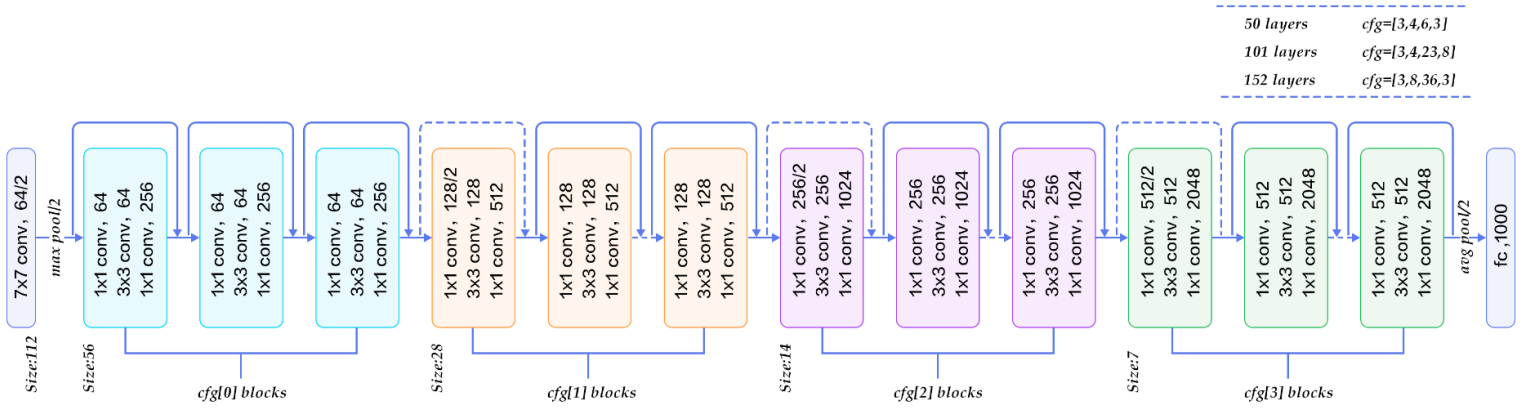 50 layers cfg=[3,4,6,3]
101 layers cfg=[3,4,23,8]
152 layers cfg=[3,8,36,3]
7x7 conv, 64/2
max pool/2
1x1 conv, 64
3x3 conv, 64
1x1 conv, 256
1x1 conv, 64
3x3 conv, 64
1x1 conv, 256
1x1 conv, 64
3x3 conv, 64
1x1 conv, 256
1x1 conv, 128/2
3x3 conv, 128
1x1 conv, 512
1x1 conv, 128
3x3 conv, 128
1x1 conv, 512
1x1 conv, 128
3x3 conv, 128
1x1 conv, 512
1x1 conv, 256/2
3x3 conv, 256
1x1 conv, 1024
1x1 conv, 256
3x3 conv, 256
1x1 conv, 1024
1x1 conv, 256
3x3 conv, 256
1x1 conv, 1024
1x1 conv, 512/2
3x3 conv, 512
1x1 conv, 2048
1x1 conv, 512
3x3 conv, 512
1x1 conv, 2048
1x1 conv, 512
3x3 conv, 512
1x1 conv, 2048
avg pool/2
fc ,1000
Size:112
Size:56
Size:28
Size:14
Size:7
cfg[0] blocks
cfg[1] blocks
cfg[2] blocks
cfg[3] blocks